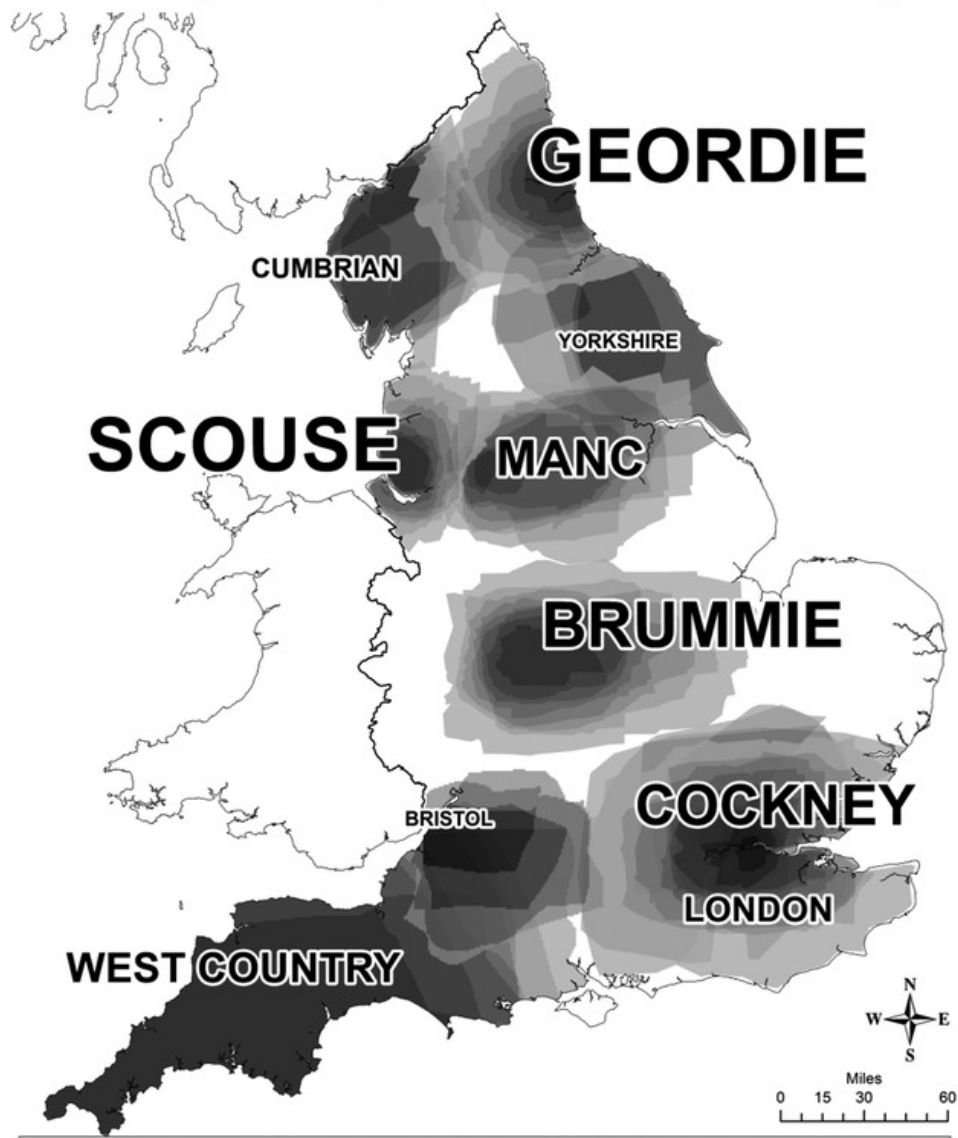 GEORDIE
CUMBRIAN
YORKSHIRE
SCOUSE
MANC
BRUMMIE
COCKNEY
BRISTOL
LONDON
WEST COUNTRY
N
W E
S
Miles
0 15 30 60